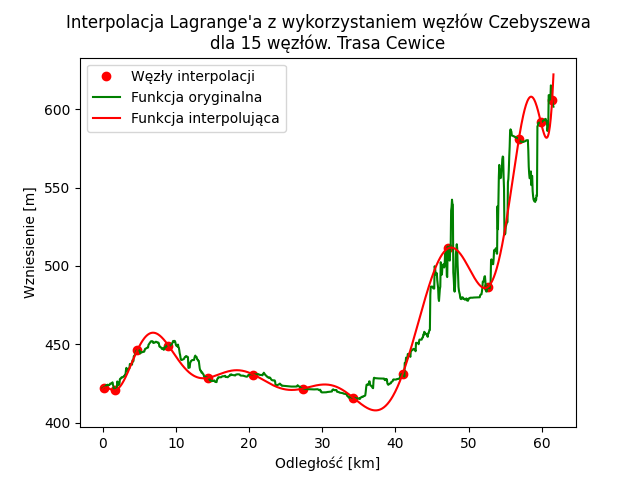 Interpolacja Lagrange'a z wykorzystaniem węzłów Czebyszewa
dla 15 węzłów. Trasa Cewice
Węzły interpolacji
Funkcja oryginalna
Funkcja interpolująca
Wzniesienie [m]
600
550
500
450
400
0 10 20 30 40 50 60
Odległość [km]